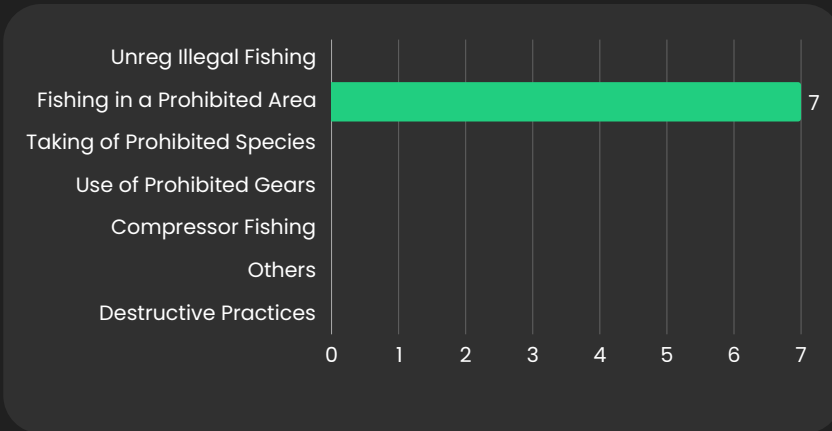 Unreg Illegal Fishing
Fishing in a Prohibited Area
7
Taking of Prohibited Species
Use of Prohibited Gears
Compressor Fishing
Others
Destructive Practices
0 1 2 3 4 5 6 7